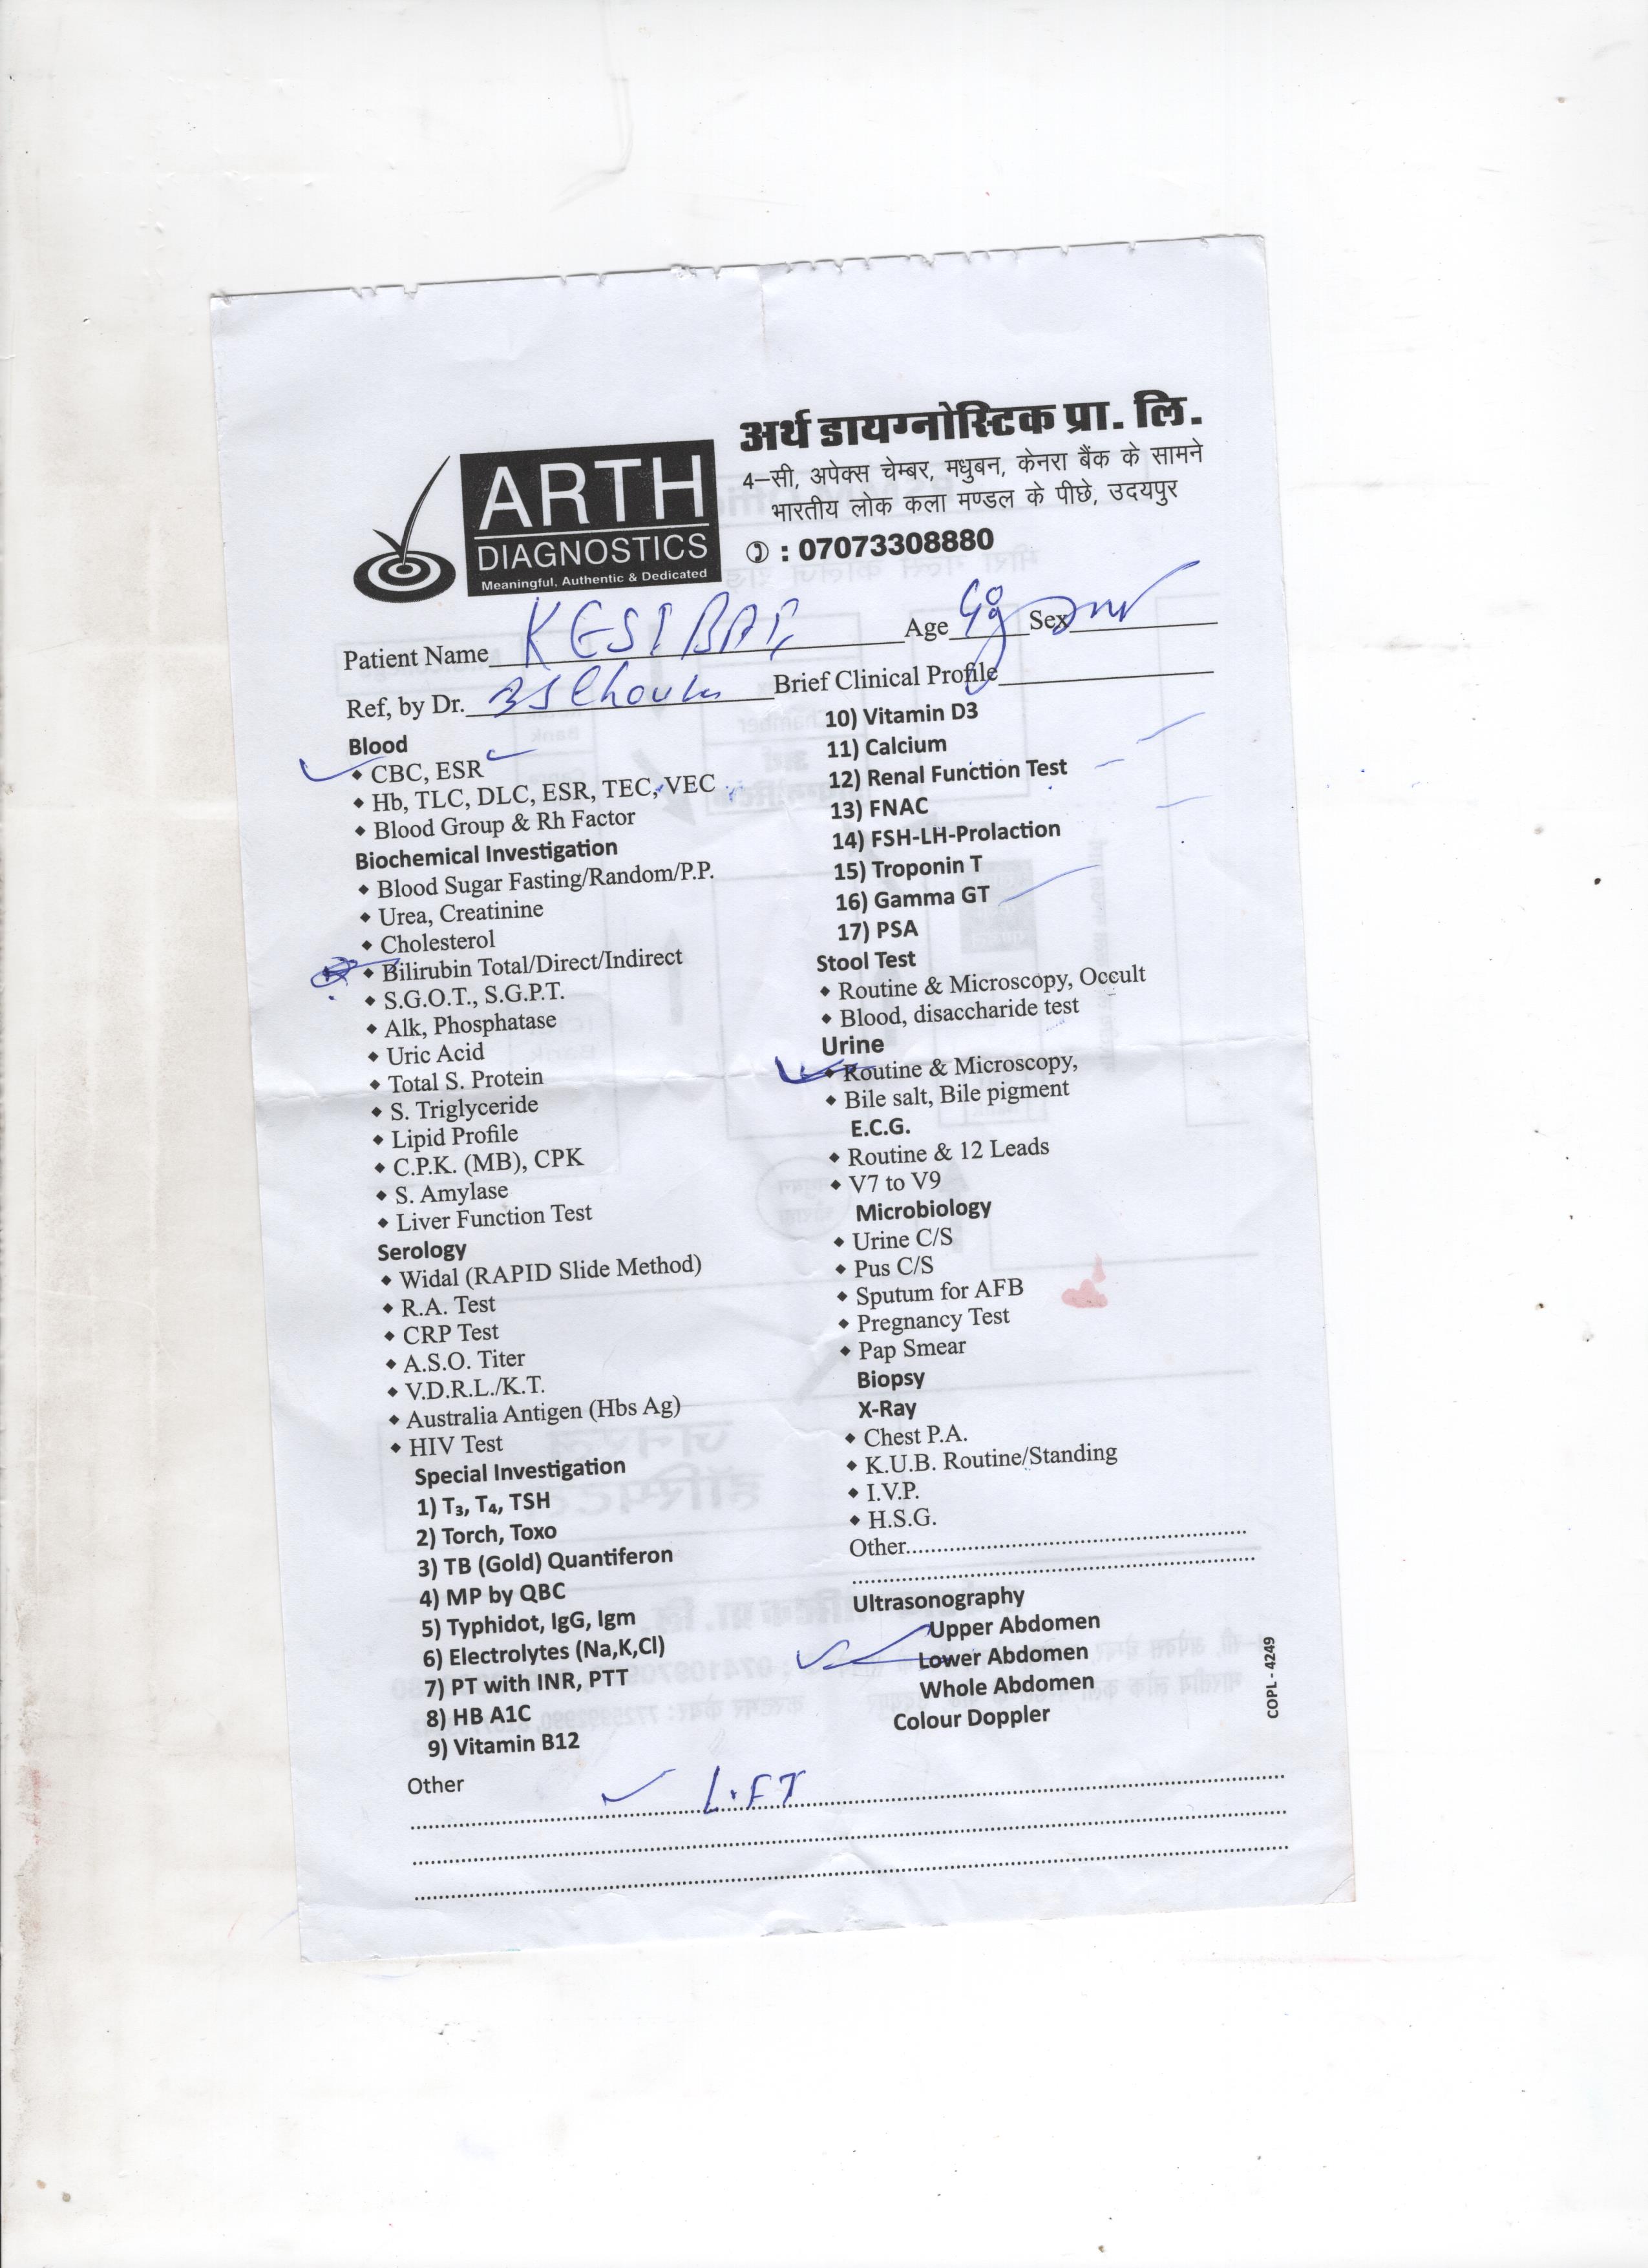 अर्थ डायग्नोस्टिक प्रा. लि.
4-सी, अपेक्स चेम्बर, मधुबन, केनरा बैंक के सामने
भारतीय लोक कला मण्डल के पीछे, उदयपुर
: 07073308880
ARTH
DIAGNOSTICS
Meaningful, Authentic & Dedicated
Patient Name KESI BAI Age Sex
Ref, by Dr. Brief Clinical Profile
Blood
CBC, ESR
Hb, TLC, DLC, ESR, TEC, VEC
Blood Group & Rh Factor
Biochemical Investigation
Blood Sugar Fasting/Random/P.P.
Urea, Creatinine
Cholesterol
Bilirubin Total/Direct/Indirect
S.G.O.T., S.G.P.T.
Alk, Phosphatase
Uric Acid
Total S. Protein
S. Triglyceride
Lipid Profile
C.P.K. (MB), CPK
S. Amylase
Liver Function Test
Serology
Widal (RAPID Slide Method)
R.A. Test
CRP Test
A.S.O. Titer
V.D.R.L./K.T.
Australia Antigen (Hbs Ag)
HIV Test
Special Investigation
1) T₃, T₄, TSH
2) Torch, Toxo
3) TB (Gold) Quantiferon
4) MP by QBC
5) Typhidot, IgG, Igm
6) Electrolytes (Na,K,Cl)
7) PT with INR, PTT
8) HB A1C
9) Vitamin B12
10) Vitamin D3
11) Calcium
12) Renal Function Test
13) FNAC
14) FSH-LH-Prolaction
15) Troponin T
16) Gamma GT
17) PSA
Stool Test
Routine & Microscopy, Occult
Blood, disaccharide test
Urine
Routine & Microscopy,
Bile salt, Bile pigment
E.C.G.
Routine & 12 Leads
V7 to V9
Microbiology
Urine C/S
Pus C/S
Sputum for AFB
Pregnancy Test
Pap Smear
Biopsy
X-Ray
Chest P.A.
K.U.B. Routine/Standing
I.V.P.
H.S.G.
Other
Ultrasonography
Upper Abdomen
Lower Abdomen
Whole Abdomen
Colour Doppler
COPL - 4249
Other
L.FT